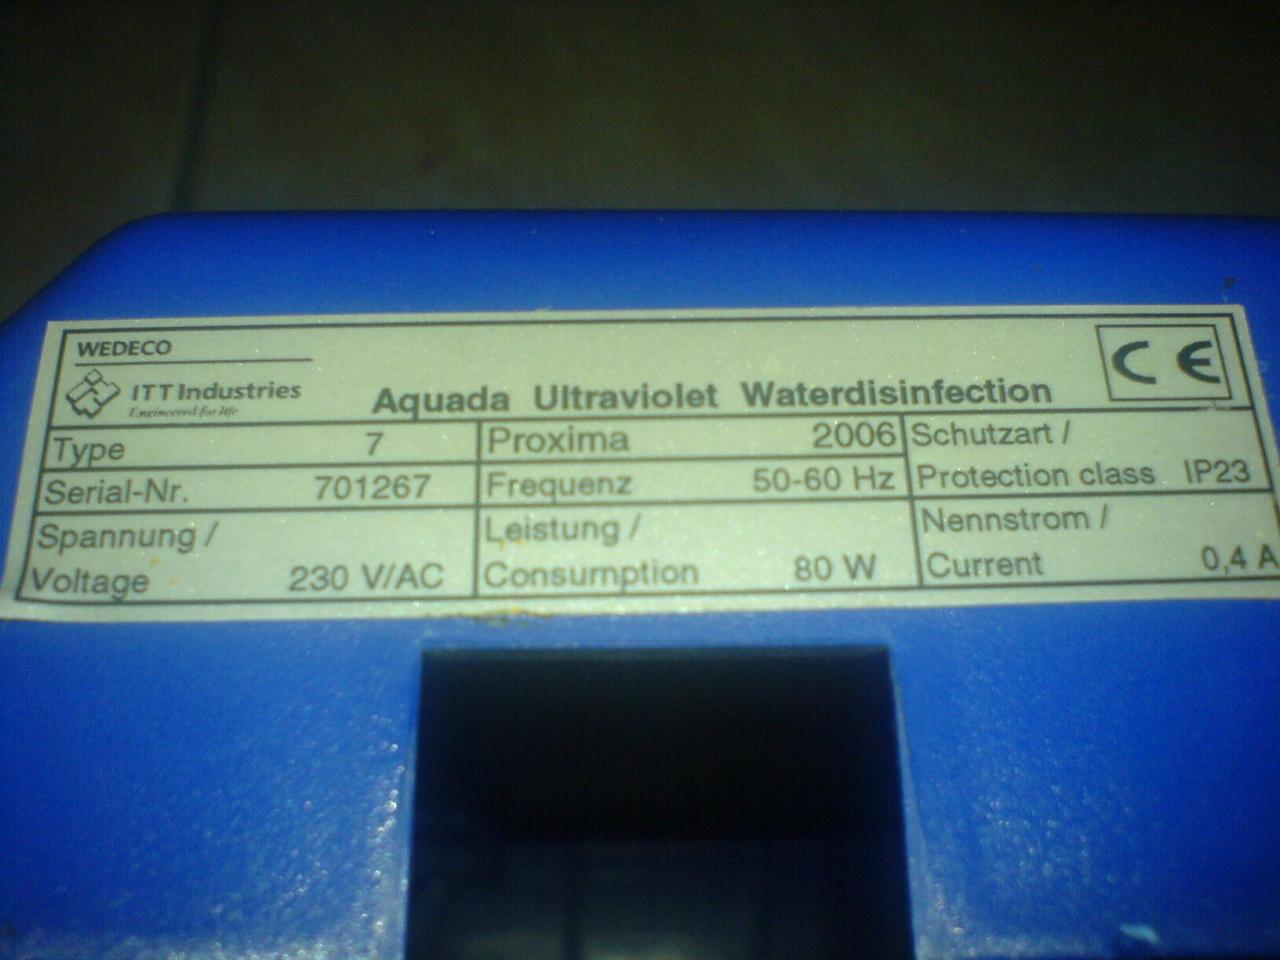 WEDECO
ITT Industries
Engineered for life
Aquada Ultraviolet Waterdisinfection
CE
Type 7
Proxima 2006
Schutzart /
Protection class IP23
Serial-Nr. 701267
Frequenz 50-60 Hz
Spannung /
Voltage 230 V/AC
Leistung /
Consumption 80 W
Nennstrom /
Current 0,4 A